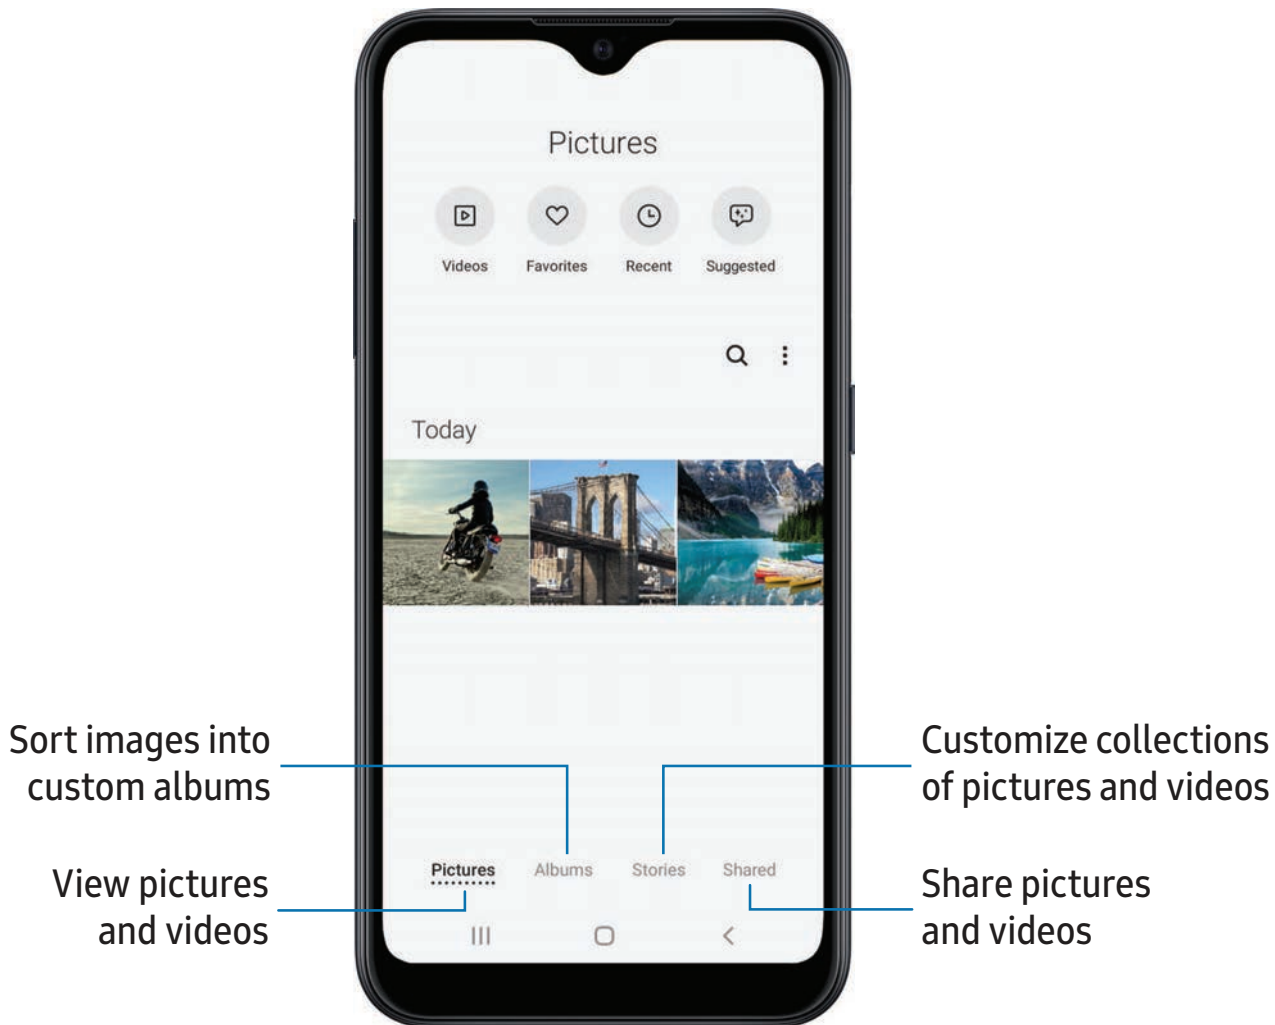 Pictures
Videos
Favorites
Recent
Suggested
Today
Sort images into
custom albums
Customize collections
of pictures and videos
Pictures
Albums
Stories
Shared
View pictures
and videos
Share pictures
and videos